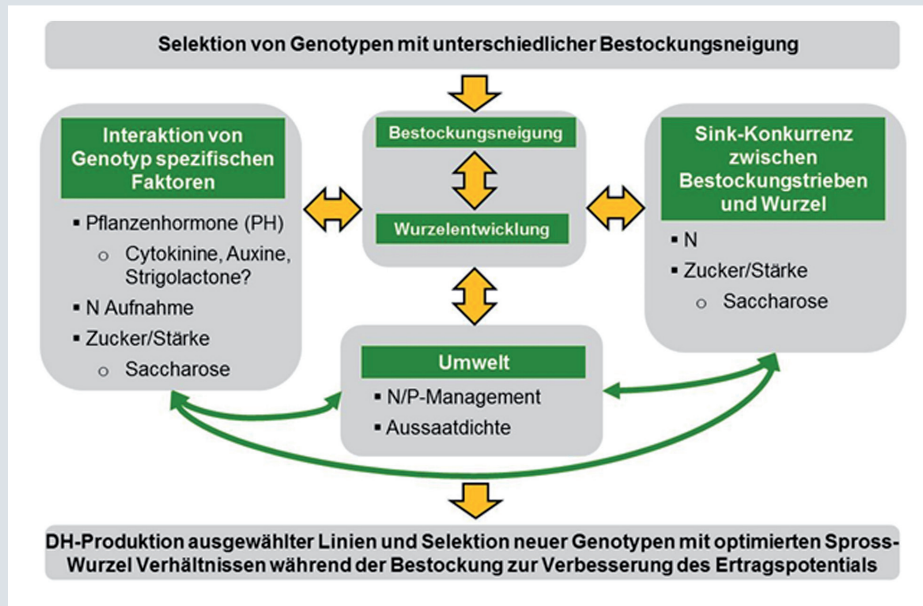 Selektion von Genotypen mit unterschiedlicher Bestockungsneigung
Interaktion von
Genotyp spezifischen
Faktoren
▪ Pflanzenhormone (PH)
o Cytokinine, Auxine,
Strigolactone?
▪ N Aufnahme
▪ Zucker/Stärke
o Saccharose
Bestockungsneigung
Wurzelentwicklung
Sink-Konkurrenz
zwischen
Bestockungstrieben
und Wurzel
▪ N
▪ Zucker/Stärke
o Saccharose
Umwelt
▪ N/P-Management
▪ Aussaatdichte
DH-Produktion ausgewählter Linien und Selektion neuer Genotypen mit optimierten Spross-
Wurzel Verhältnissen während der Bestockung zur Verbesserung des Ertragspotentials